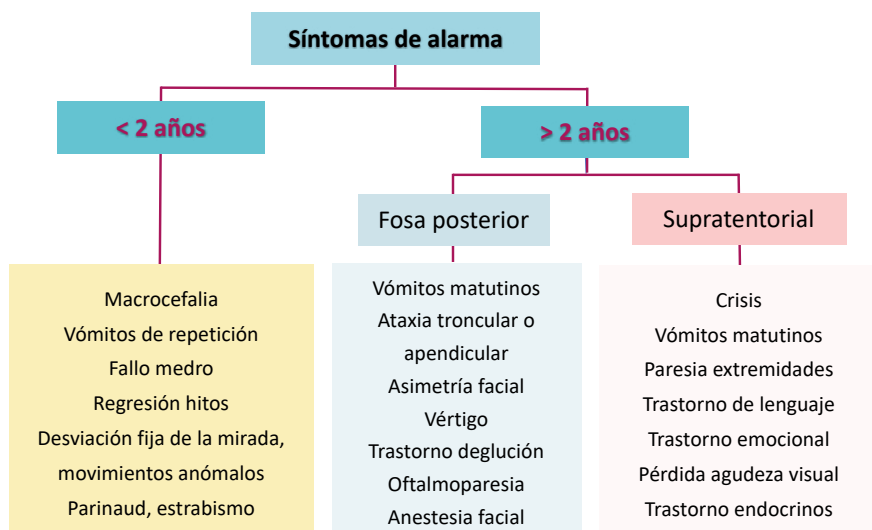 Síntomas de alarma
< 2 años
> 2 años
Fosa posterior
Supratentorial
Macrocefalia
Vómitos de repetición
Fallo medro
Regresión hitos
Desviación fija de la mirada,
movimientos anómalos
Parinaud, estrabismo
Vómitos matutinos
Ataxia troncular o
apendicular
Asimetría facial
Vértigo
Trastorno deglución
Oftalmoparesia
Anestesia facial
Crisis
Vómitos matutinos
Paresia extremidades
Trastorno de lenguaje
Trastorno emocional
Pérdida agudeza visual
Trastorno endocrinos